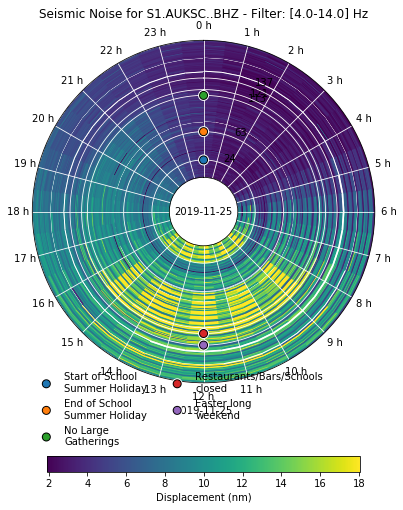 Seismic Noise for S1.AUKSC..BHZ - Filter: [4.0-14.0] Hz
0 h
23 h
1 h
22 h
2 h
21 h
3 h
20 h
4 h
19 h
5 h
18 h
2019-11-25
6 h
17 h
7 h
16 h
8 h
15 h
9 h
14 h
10 h
13 h
11 h
12 h
2019-11-25
Start of School
Summer Holiday
End of School
Summer Holiday
No Large
Gatherings
Restaurants/Bars/Schools
closed
Easter long
weekend
2
4
6
8
10
12
14
16
18
Displacement (nm)